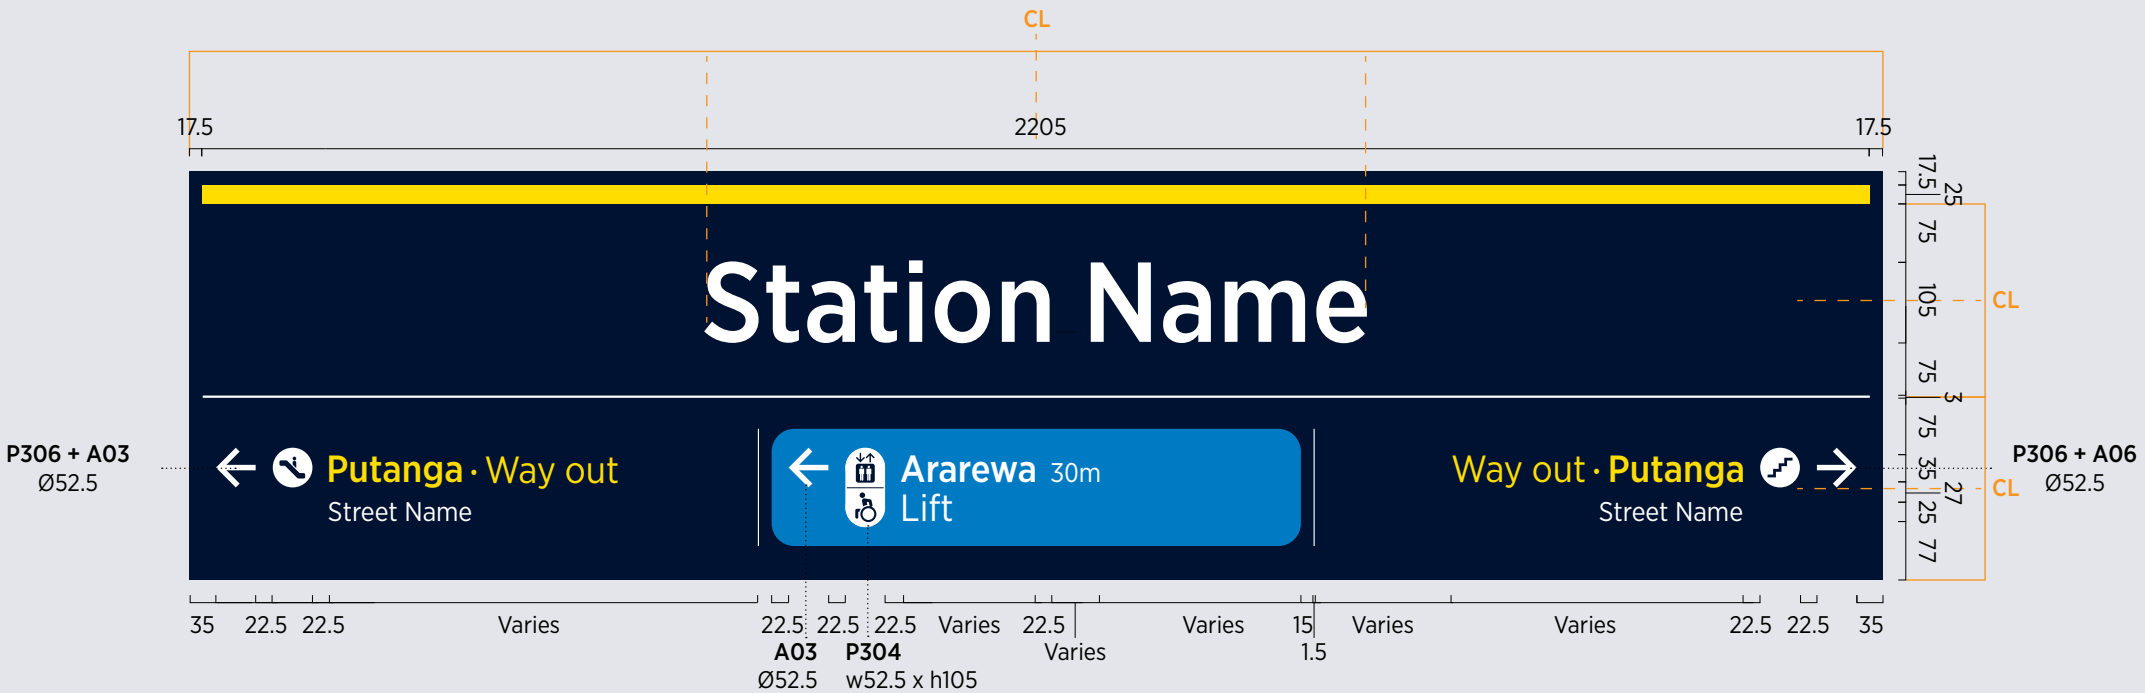 CL
17.5 2205 17.5
17.5
25
75
Station Name
105
CL
75
3
75
P306 + A03
Ø52.5
Putanga · Way out
Street Name
Ararewa 30m
Lift
Way out · Putanga
Street Name
35
27
CL
25
77
P306 + A06
Ø52.5
35 22.5 22.5 Varies 22.5 22.5 22.5 Varies 22.5 Varies 15 Varies Varies 22.5 22.5 35
A03 P304 Varies 1.5
Ø52.5 w52.5 x h105